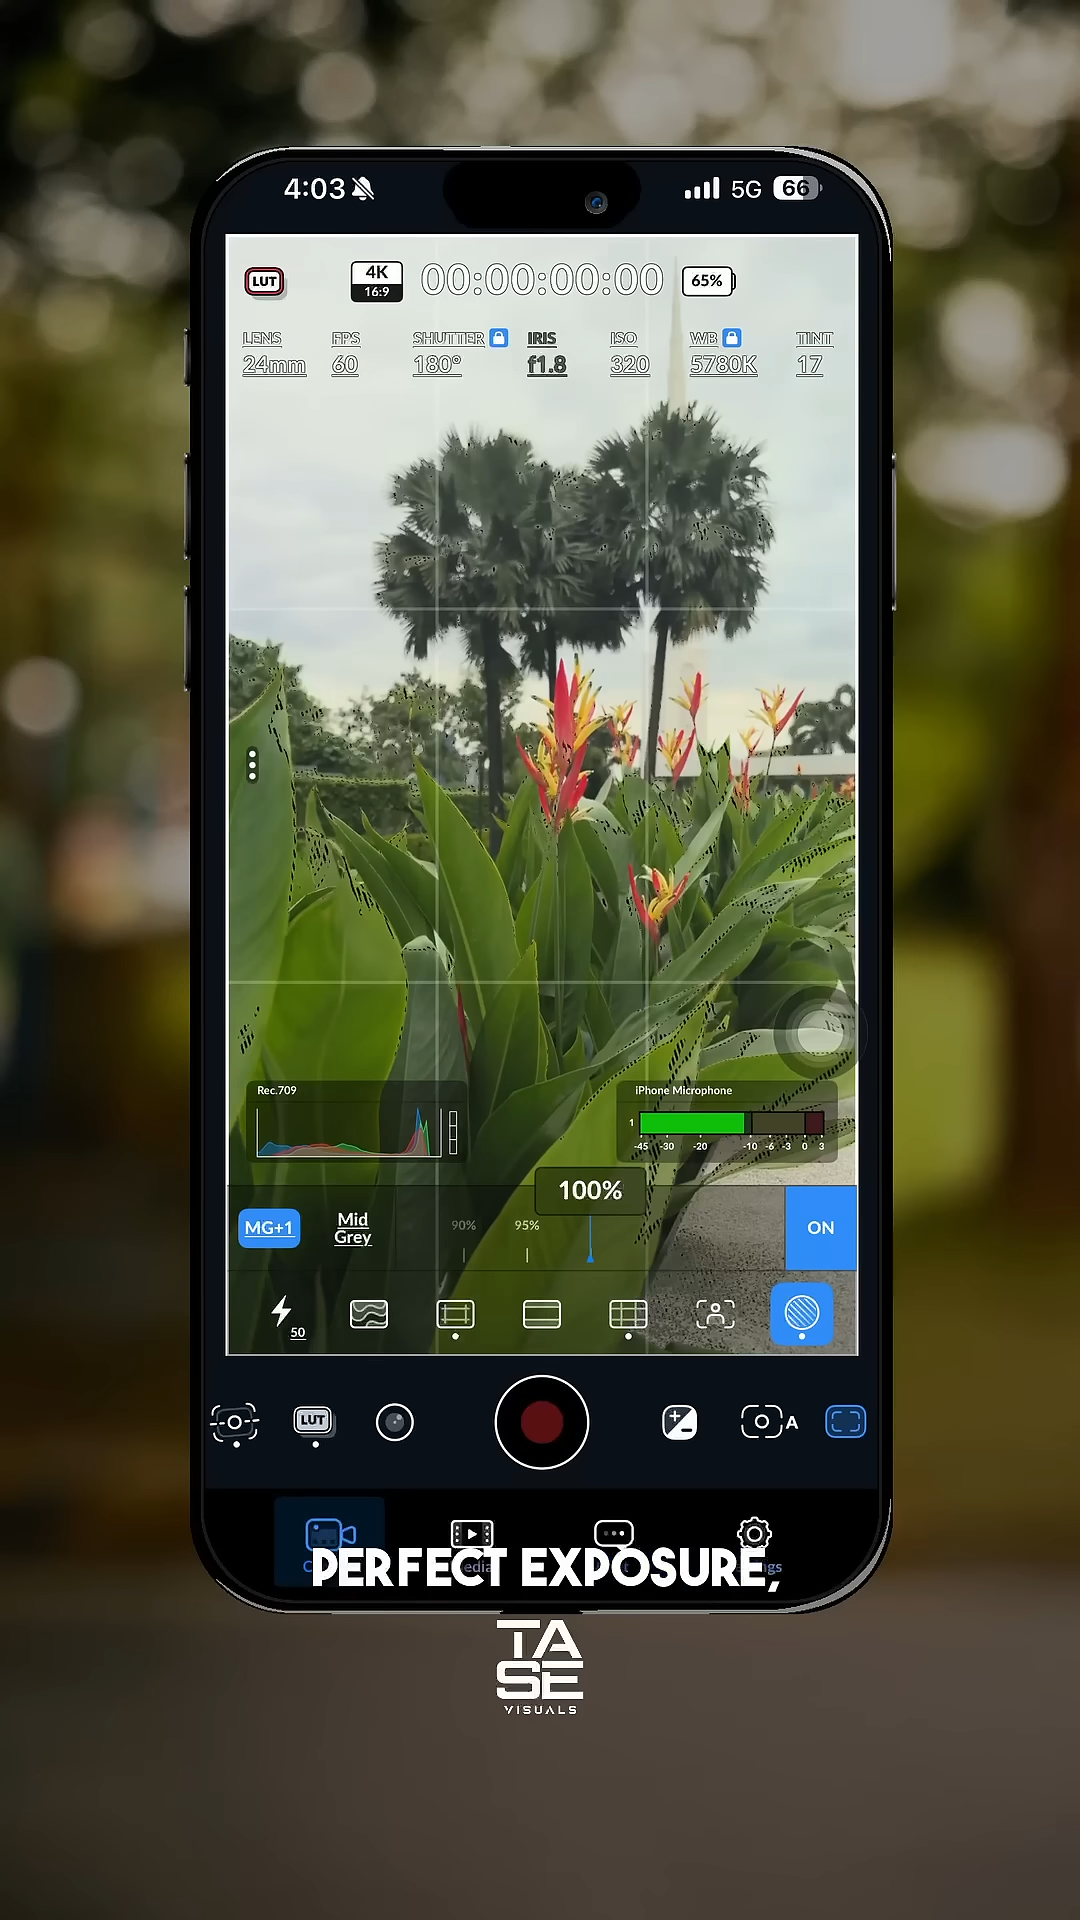 4:03
5G 66
LUT
4K
16:9
00:00:00:00
65%
LENS FPS SHUTTER IRIS ISO WB TINT
24mm 60 180° f1.8 320 5780K 17
Rec.709
iPhone Microphone
1
-45 -30 -20 -10 -6 -3 0 3
100%
MG+1
Mid
Grey
90% 95%
ON
50
LUT
A
PERFECT EXPOSURE,
TA
SE
VISUALS